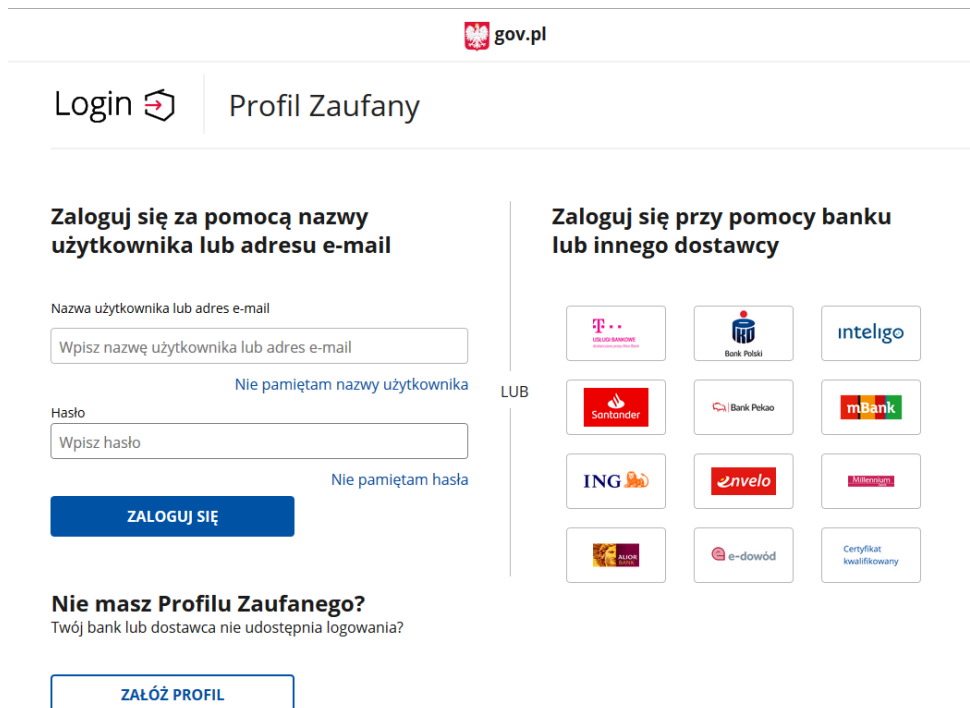 gov.pl
Login
Profil Zaufany
Zaloguj się za pomocą nazwy
użytkownika lub adresu e-mail
Nazwa użytkownika lub adres e-mail
Wpisz nazwę użytkownika lub adres e-mail
Nie pamiętam nazwy użytkownika
Hasło
Wpisz hasło
Nie pamiętam hasła
ZALOGUJ SIĘ
LUB
Zaloguj się przy pomocy banku
lub innego dostawcy
T··
USŁUGI BANKOWE
PKO
Bank Polski
inteligo
Santander
Bank Pekao
mBank
ING
envelo
Millennium
ALIOR
BANK
e-dowód
Certyfikat
kwalifikowany
Nie masz Profilu Zaufanego?
Twój bank lub dostawca nie udostępnia logowania?
ZAŁÓŻ PROFIL